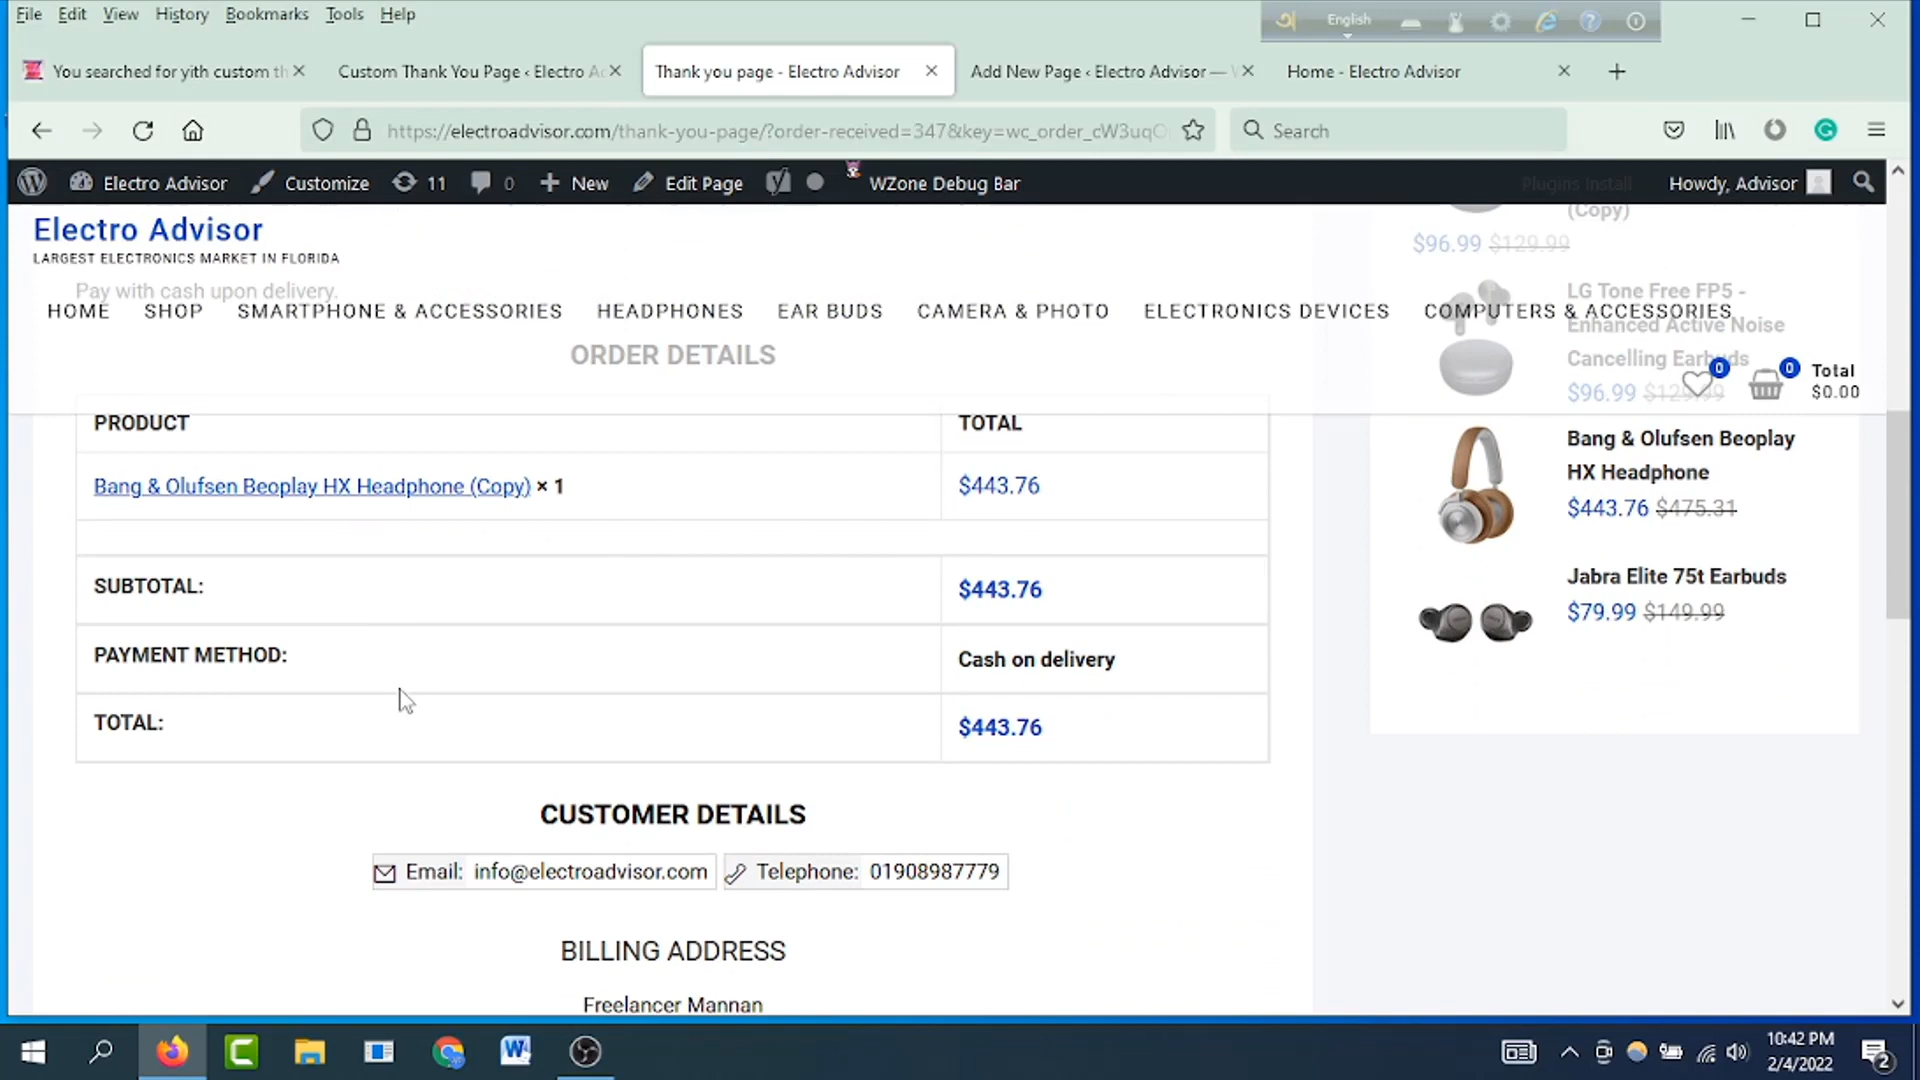 File Edit View History Bookmarks Tools Help
English
You searched for yith custom th
Custom Thank You Page ‹ Electro Ad
Thank you page - Electro Advisor
Add New Page ‹ Electro Advisor — W
Home - Electro Advisor
https://electroadvisor.com/thank-you-page/?order-received=347&key=wc_order_cW3uqO
Search
Electro Advisor Customize 11 0 New Edit Page WZone Debug Bar Plugins Install Howdy, Advisor
Electro Advisor
LARGEST ELECTRONICS MARKET IN FLORIDA
Pay with cash upon delivery.
HOME SHOP SMARTPHONE & ACCESSORIES HEADPHONES EAR BUDS CAMERA & PHOTO ELECTRONICS DEVICES COMPUTERS & ACCESSORIES
0 0 Total
$0.00
ORDER DETAILS
PRODUCT TOTAL
Bang & Olufsen Beoplay HX Headphone (Copy) × 1 $443.76
SUBTOTAL: $443.76
PAYMENT METHOD: Cash on delivery
TOTAL: $443.76
CUSTOMER DETAILS
Email: info@electroadvisor.com Telephone: 01908987779
BILLING ADDRESS
Freelancer Mannan
(Copy)
$96.99 $129.99
LG Tone Free FP5 -
Enhanced Active Noise
Cancelling Earbuds
$96.99 $129.99
Bang & Olufsen Beoplay
HX Headphone
$443.76 $475.31
Jabra Elite 75t Earbuds
$79.99 $149.99
10:42 PM
2/4/2022
2